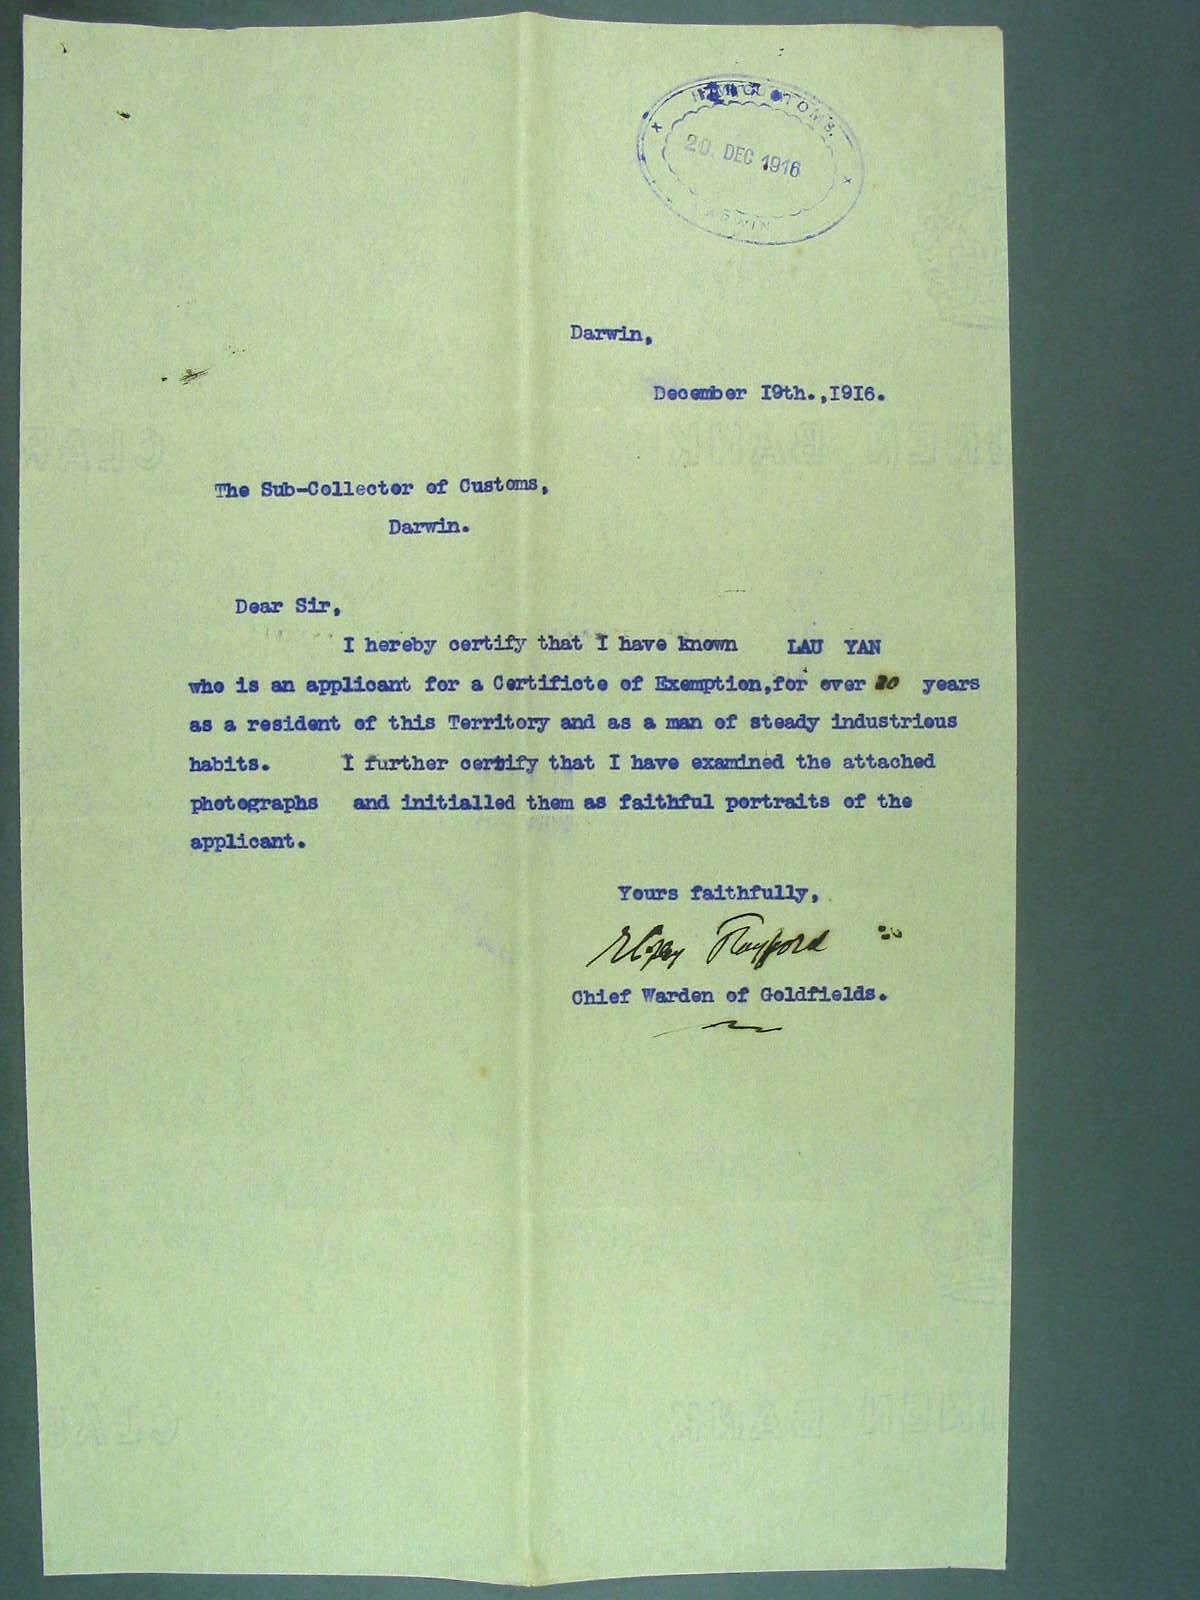 H.M. CUSTOMS.
20. DEC 1916
DARWIN
Darwin,
December 19th.,1916.
The Sub-Collector of Customs,
Darwin.
Dear Sir,
I hereby certify that I have known LAU YAN
who is an applicant for a Certificte of Exemption,for over 20 years
as a resident of this Territory and as a man of steady industrious
habits. I further certify that I have examined the attached
photographs and initialled them as faithful portraits of the
applicant.
Yours faithfully,
Playford
Chief Warden of Goldfields.